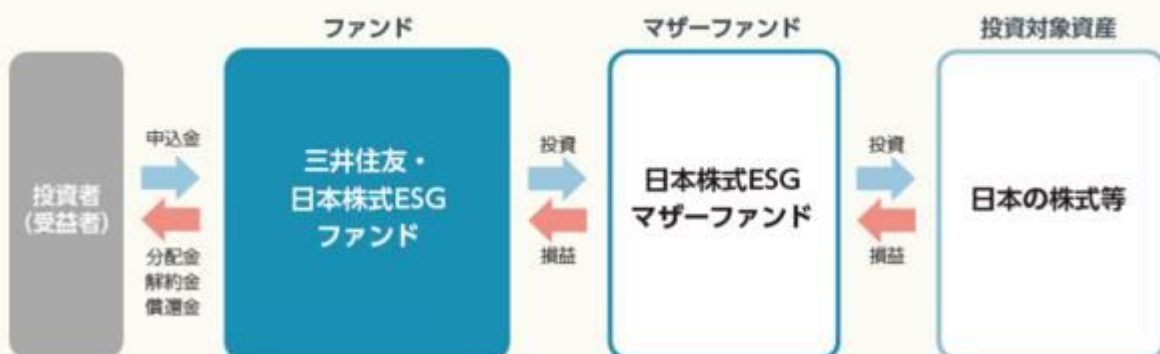 ファンド
マザーファンド
投資対象資産
投資者
(受益者)
申込金
分配金
解約金
償還金
三井住友・
日本株式ESG
ファンド
投資
損益
日本株式ESG
マザーファンド
投資
損益
日本の株式等